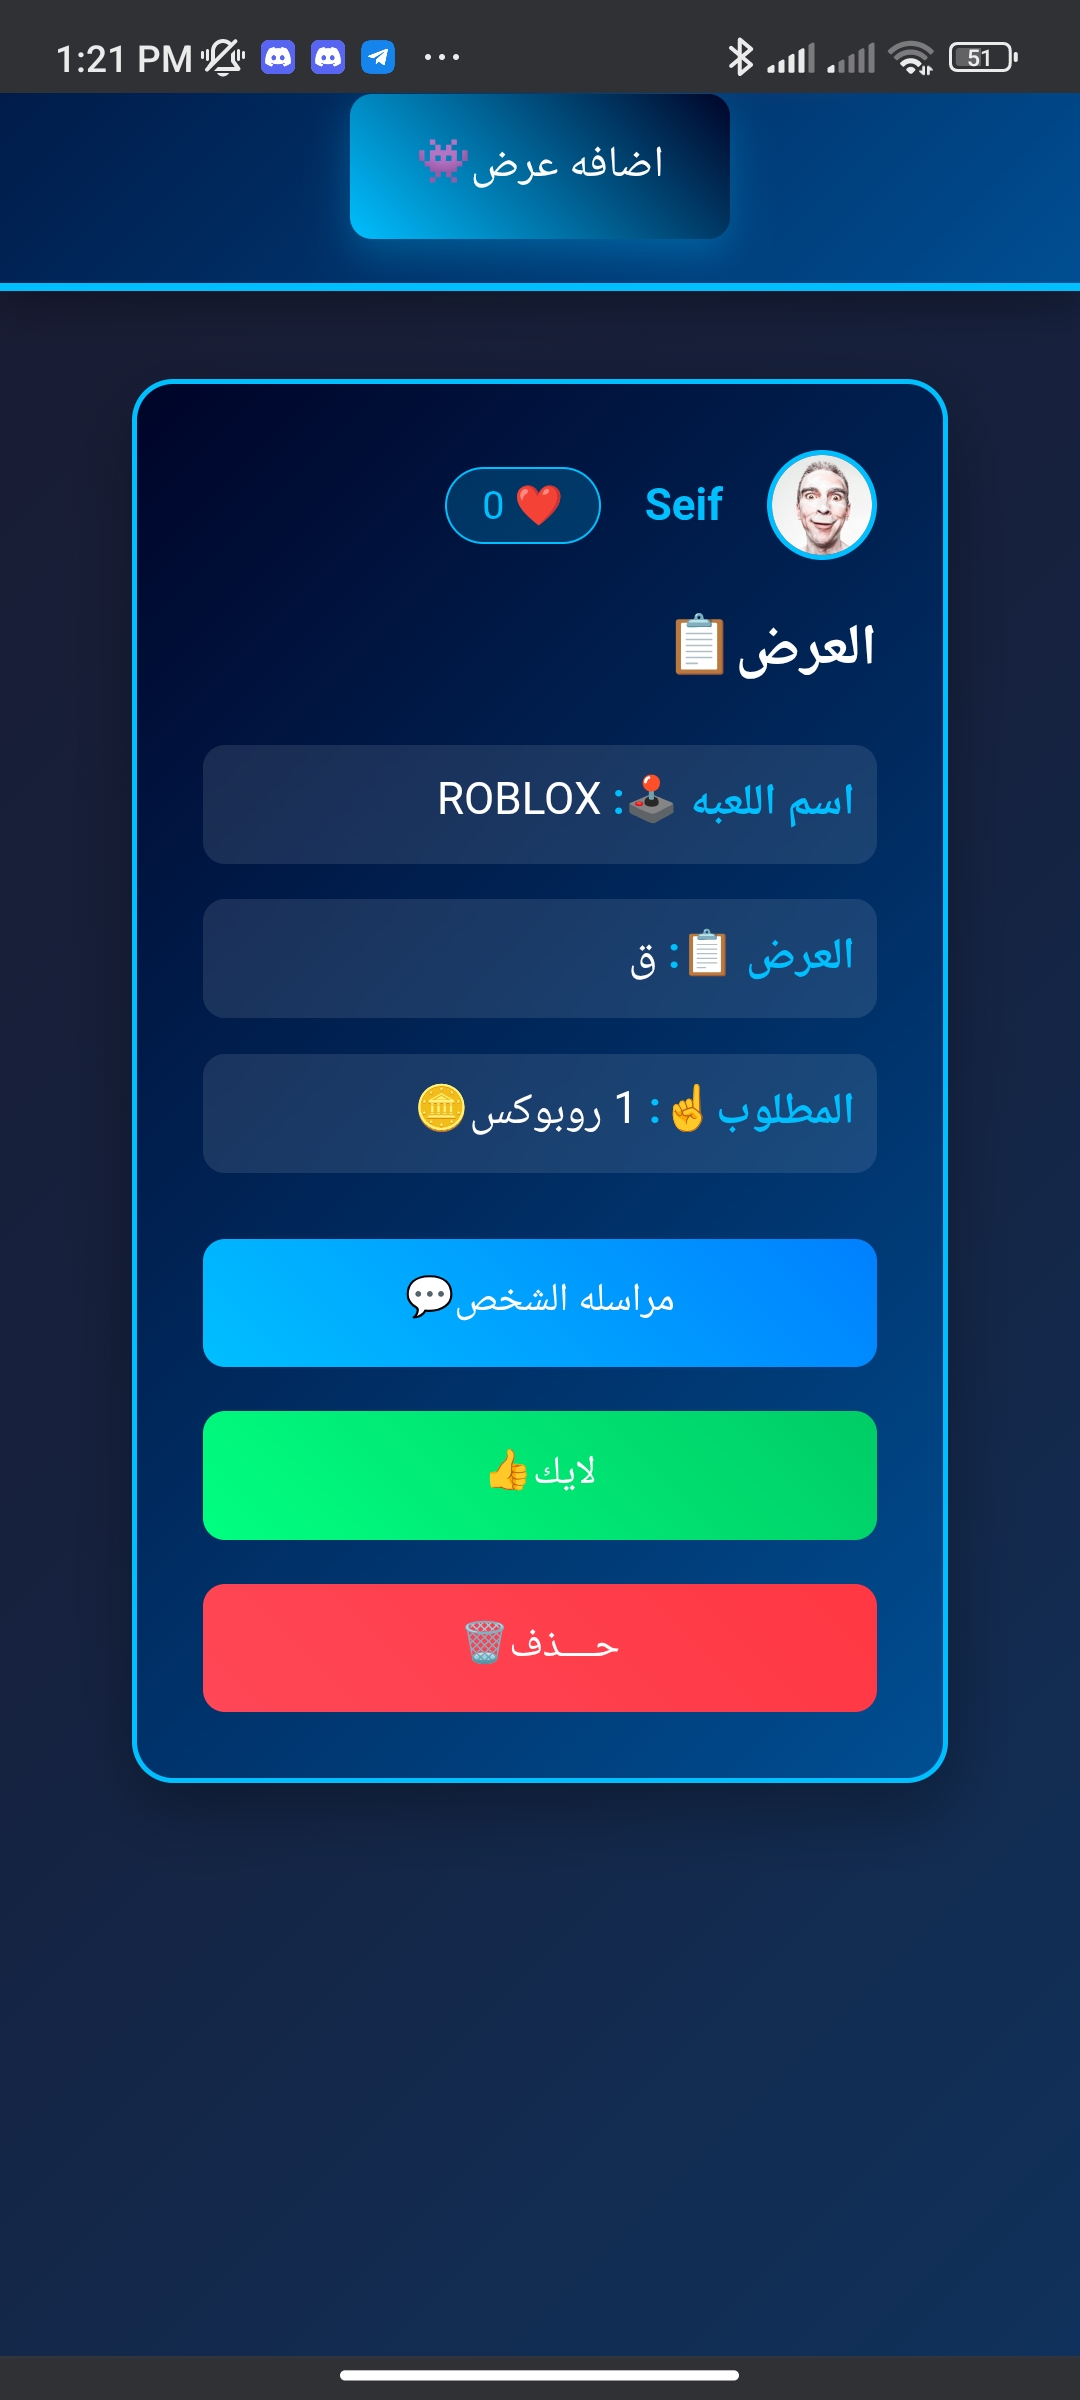 1:21 PM
51
اضافه عرض👾
Seif
❤️ 0
العرض📋
اسم اللعبه 🕹️: ROBLOX
العرض 📋: ق
المطلوب☝️: 1 روبوكس🪙
مراسله الشخص💬
لايك👍
حـــذف🗑️